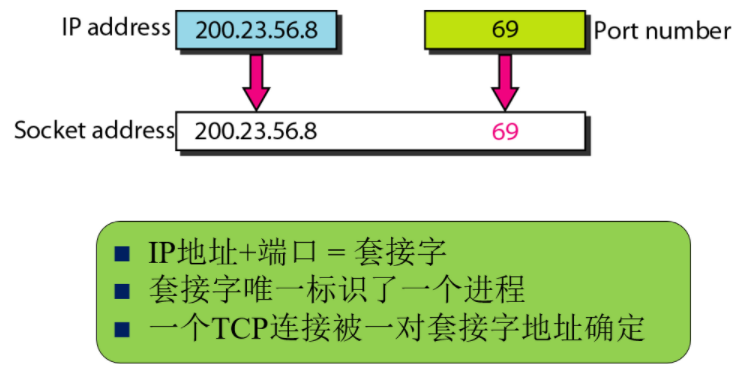 IP address 200.23.56.8 69 Port number
Socket address 200.23.56.8 69
IP地址+端口 = 套接字
套接字唯一标识了一个进程
一个TCP连接被一对套接字地址确定